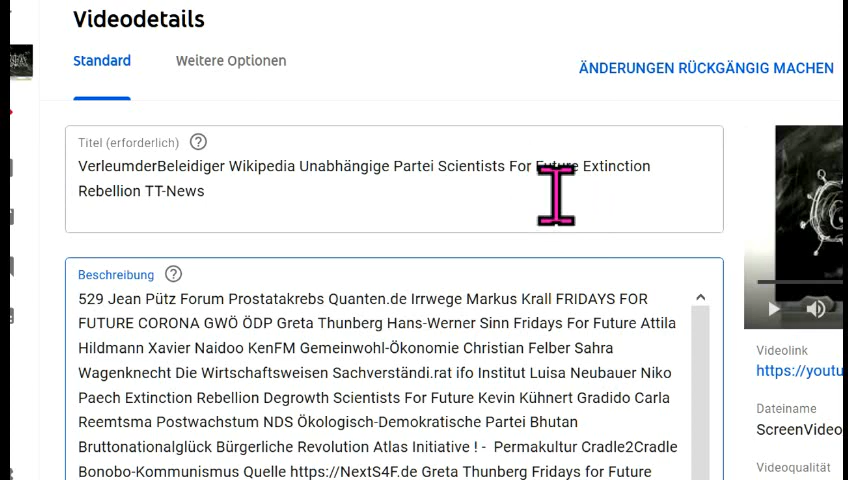 Videodetails
Standard
Weitere Optionen
ÄNDERUNGEN RÜCKGÄNGIG MACHEN
Titel (erforderlich) ?
VerleumderBeleidiger Wikipedia Unabhängige Partei Scientists For Future Extinction
Rebellion TT-News
Beschreibung ?
529 Jean Pütz Forum Prostatakrebs Quanten.de Irrwege Markus Krall FRIDAYS FOR
FUTURE CORONA GWÖ ÖDP Greta Thunberg Hans-Werner Sinn Fridays For Future Attila
Hildmann Xavier Naidoo KenFM Gemeinwohl-Ökonomie Christian Felber Sahra
Wagenknecht Die Wirtschaftsweisen Sachverständi.rat ifo Institut Luisa Neubauer Niko
Paech Extinction Rebellion Degrowth Scientists For Future Kevin Kühnert Gradido Carla
Reemtsma Postwachstum NDS Ökologisch-Demokratische Partei Bhutan
Bruttonationalglück Bürgerliche Revolution Atlas Initiative ! - Permakultur Cradle2Cradle
Bonobo-Kommunismus Quelle https://NextS4F.de Greta Thunberg Fridays for Future
Videolink
https://youtu
Dateiname
ScreenVideo
Videoqualität